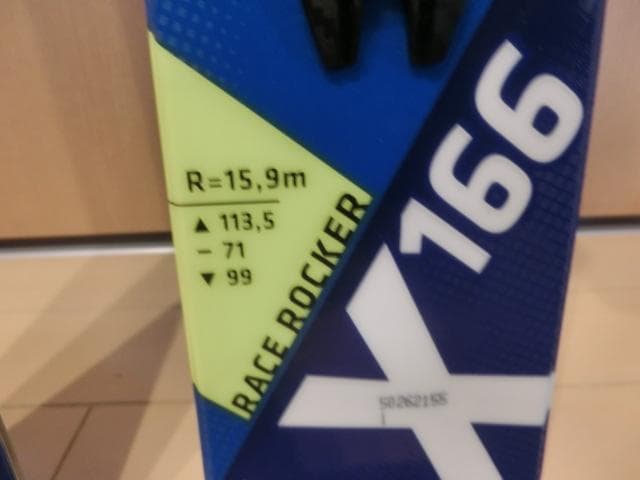 R=15,9m
▲ 113,5
– 71
▼ 99
RACE ROCKER
166
X
S0262155